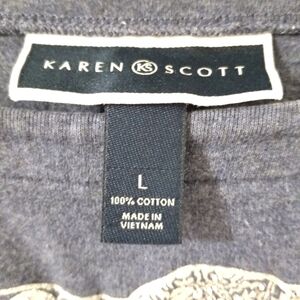 KAREN KS SCOTT
L
100% COTTON
MADE IN
VIETNAM